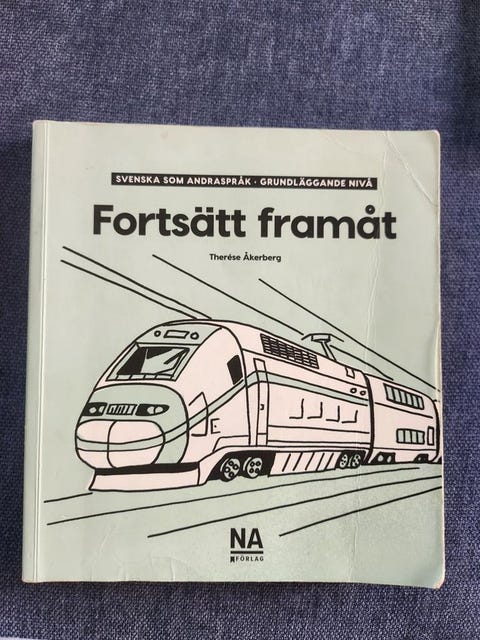 SVENSKA SOM ANDRASPRÅK · GRUNDLÄGGANDE NIVÅ
Fortsätt framåt
Therése Åkerberg
NA
FÖRLAG